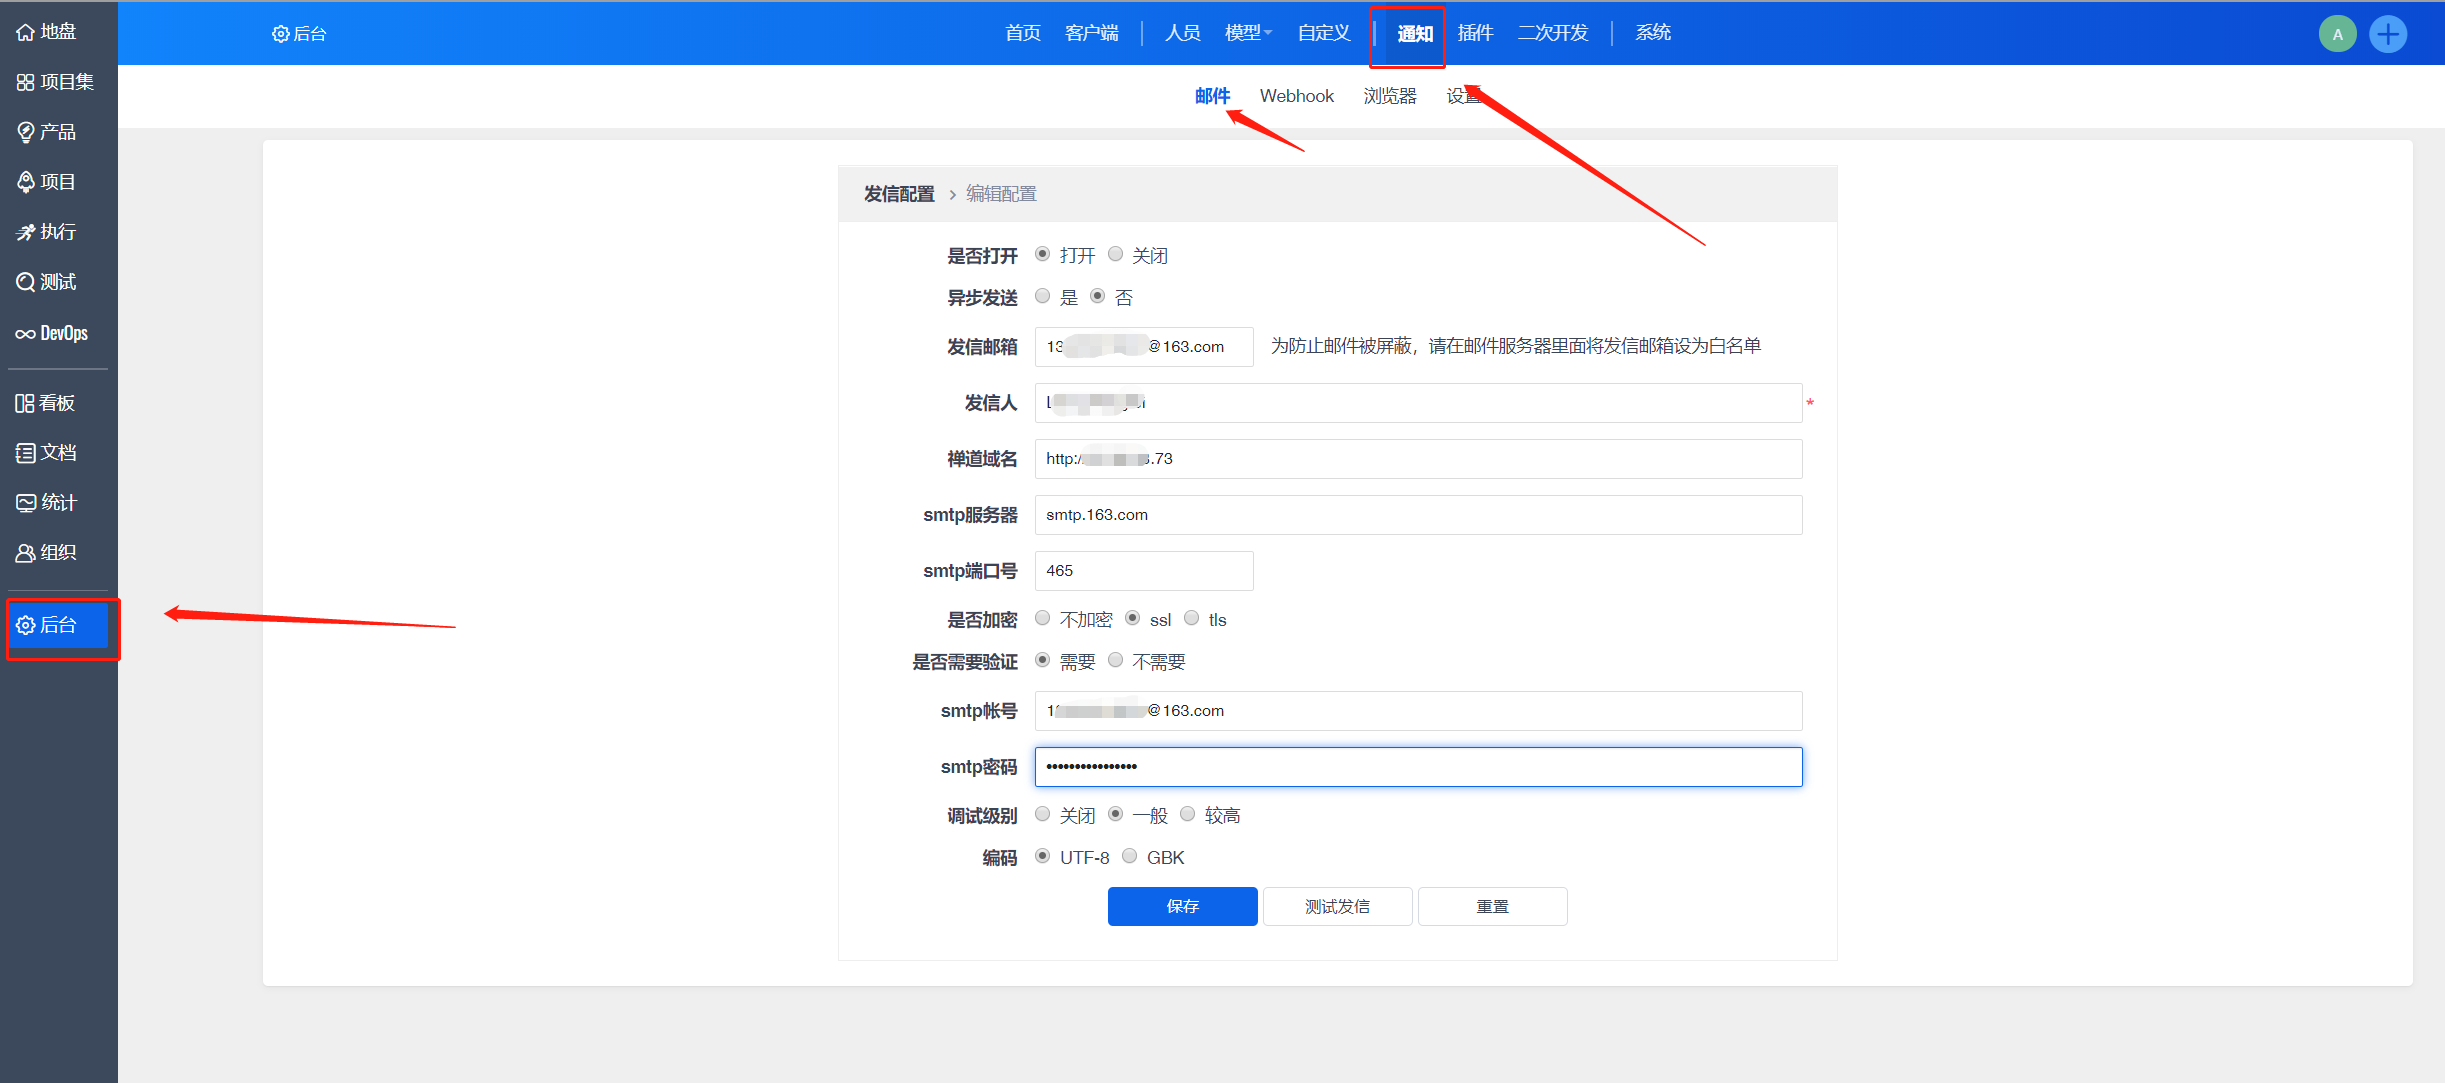 地盘
项目集
产品
项目
执行
测试
DevOps
看板
文档
统计
组织
后台
后台
首页 客户端 人员 模型 自定义 通知 插件 二次开发 系统
A
邮件 Webhook 浏览器 设置
发信配置 > 编辑配置
是否打开 打开 关闭
异步发送 是 否
发信邮箱 13 @163.com 为防止邮件被屏蔽，请在邮件服务器里面将发信邮箱设为白名单
发信人 *
禅道域名 http:/ .73
smtp服务器 smtp.163.com
smtp端口号 465
是否加密 不加密 ssl tls
是否需要验证 需要 不需要
smtp帐号 1 @163.com
smtp密码 ••••••••••••••••
调试级别 关闭 一般 较高
编码 UTF-8 GBK
保存 测试发信 重置